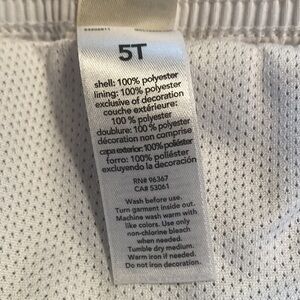 5T
shell: 100% polyester
lining: 100% polyester
exclusive of decoration
couche extérieure:
100 % polyester
doublure: 100% polyester
décoration non comprise
capa exterior: 100% poliéster
forro: 100% poliéster
excluyendo la decoración
RN# 96367
CA# 53061
Wash before use.
Turn garment inside out.
Machine wash warm with
like colors. Use only
non-chlorine bleach
when needed.
Tumble dry medium.
Warm iron if needed.
Do not iron decoration.